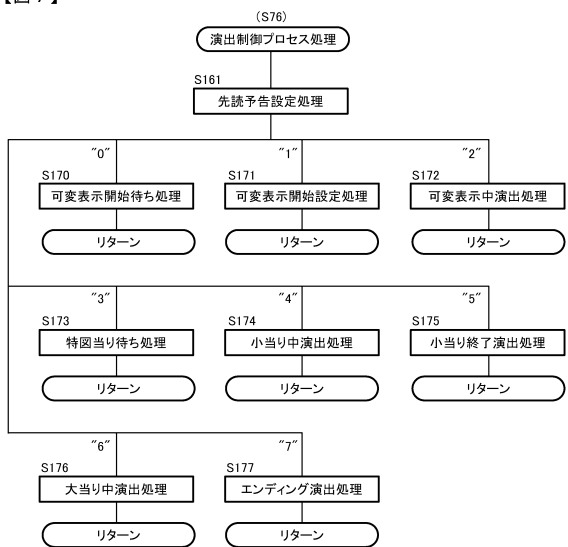 (S76)
演出制御プロセス処理
S161
先読予告設定処理
"0" "1" "2"
S170 S171 S172
可変表示開始待ち処理 可変表示開始設定処理 可変表示中演出処理
リターン リターン リターン
"3" "4" "5"
S173 S174 S175
特図当り待ち処理 小当り中演出処理 小当り終了演出処理
リターン リターン リターン
"6" "7"
S176 S177
大当り中演出処理 エンディング演出処理
リターン リターン